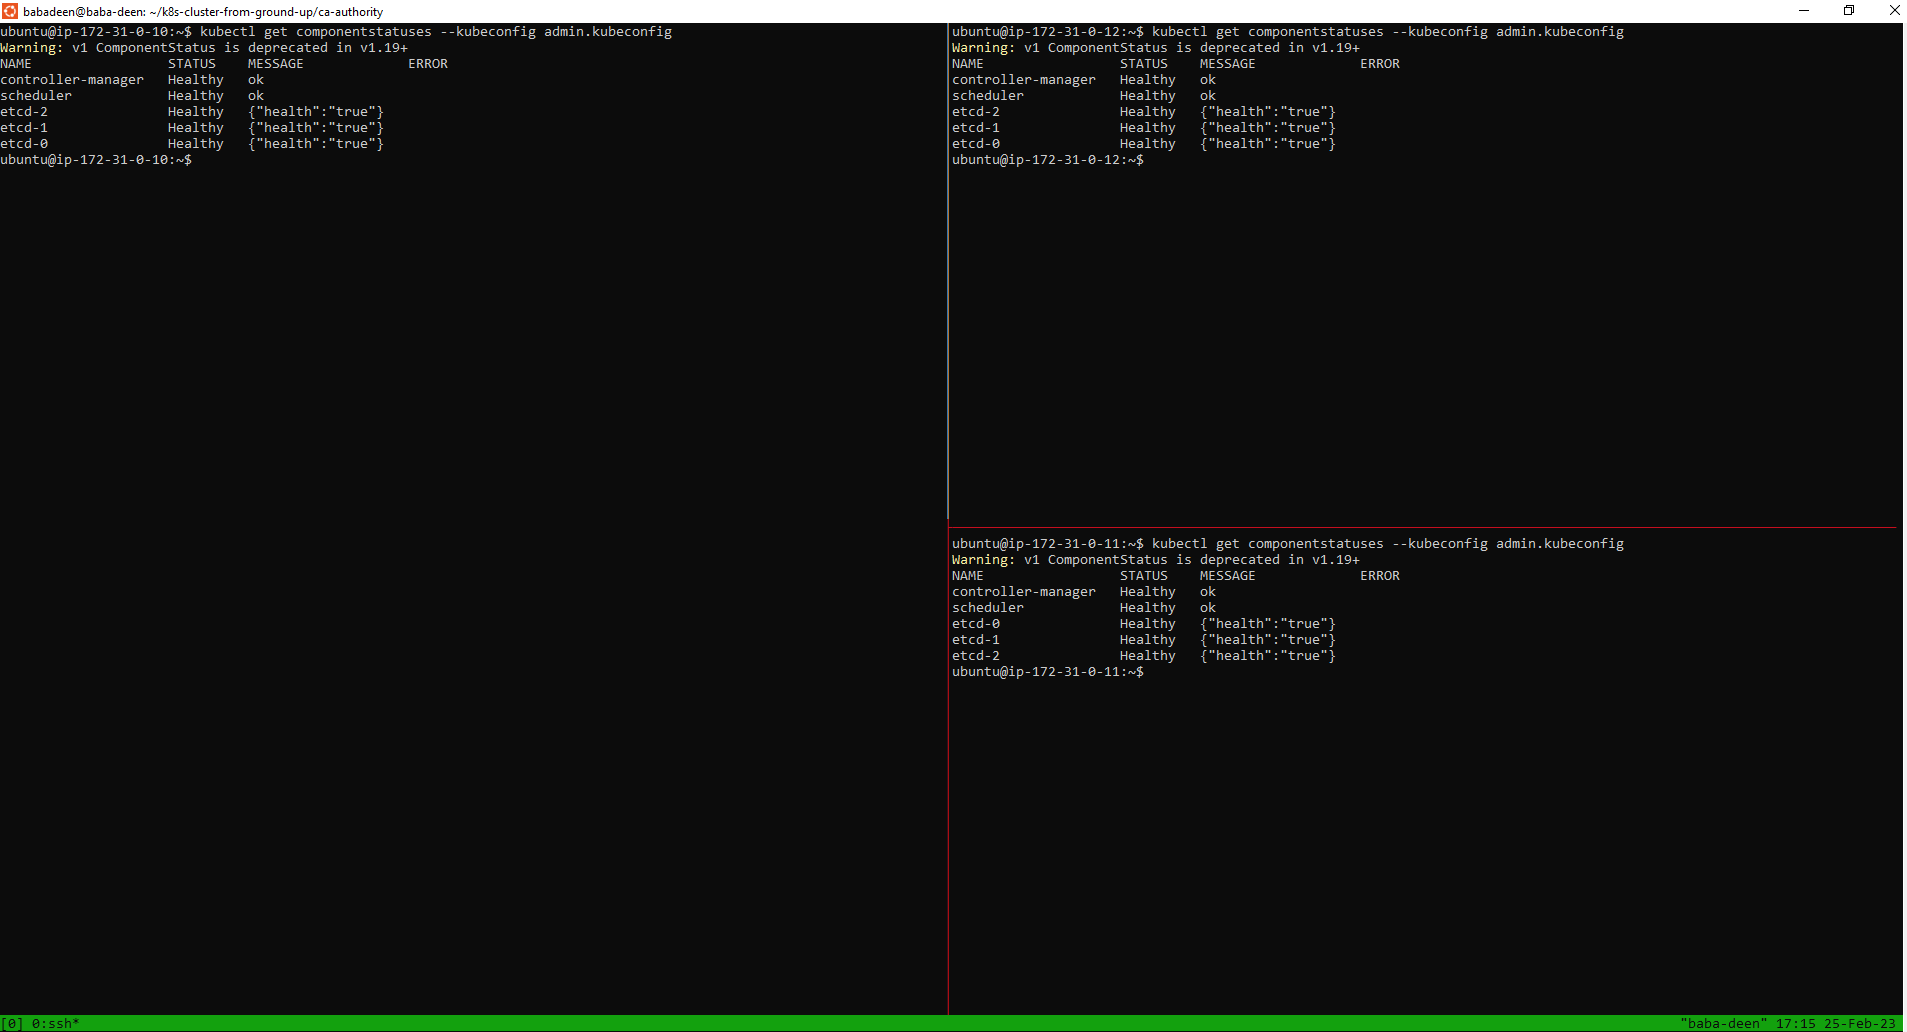 babadeen@baba-deen: ~/k8s-cluster-from-ground-up/ca-authority
ubuntu@ip-172-31-0-10:~$ kubectl get componentstatuses --kubeconfig admin.kubeconfig
Warning: v1 ComponentStatus is deprecated in v1.19+
NAME                 STATUS    MESSAGE             ERROR
controller-manager   Healthy   ok
scheduler            Healthy   ok
etcd-2               Healthy   {"health":"true"}
etcd-1               Healthy   {"health":"true"}
etcd-0               Healthy   {"health":"true"}
ubuntu@ip-172-31-0-10:~$
ubuntu@ip-172-31-0-12:~$ kubectl get componentstatuses --kubeconfig admin.kubeconfig
Warning: v1 ComponentStatus is deprecated in v1.19+
NAME                 STATUS    MESSAGE             ERROR
controller-manager   Healthy   ok
scheduler            Healthy   ok
etcd-2               Healthy   {"health":"true"}
etcd-1               Healthy   {"health":"true"}
etcd-0               Healthy   {"health":"true"}
ubuntu@ip-172-31-0-12:~$
ubuntu@ip-172-31-0-11:~$ kubectl get componentstatuses --kubeconfig admin.kubeconfig
Warning: v1 ComponentStatus is deprecated in v1.19+
NAME                 STATUS    MESSAGE             ERROR
controller-manager   Healthy   ok
scheduler            Healthy   ok
etcd-0               Healthy   {"health":"true"}
etcd-1               Healthy   {"health":"true"}
etcd-2               Healthy   {"health":"true"}
ubuntu@ip-172-31-0-11:~$
[0] 0:ssh* "baba-deen" 17:15 25-Feb-23